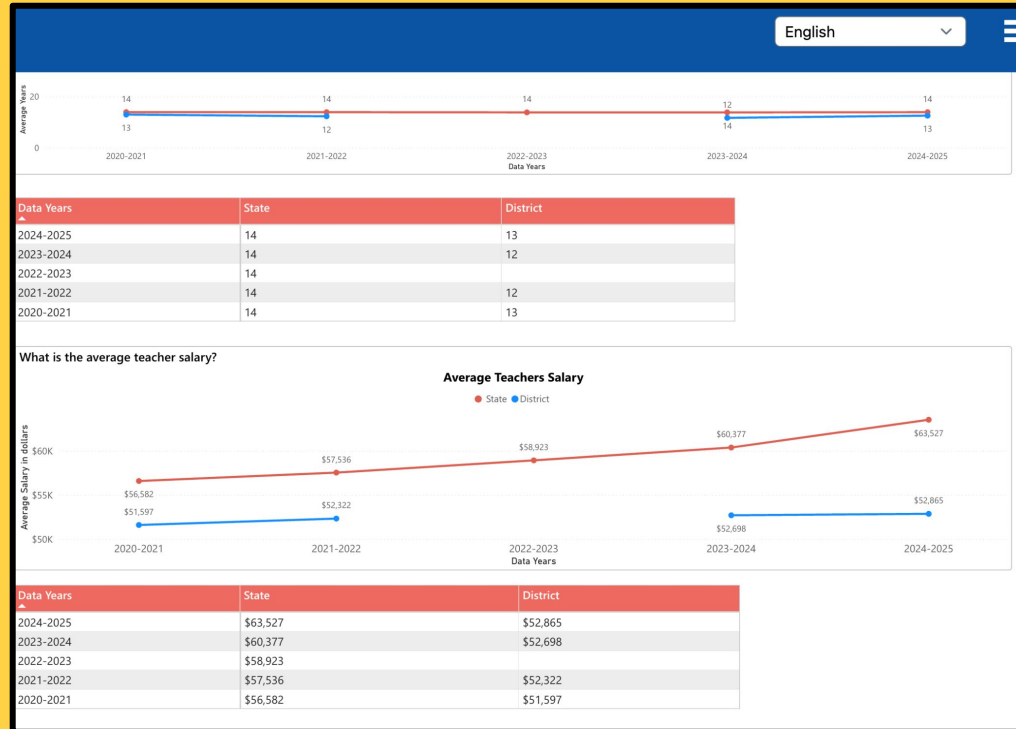 English
Average Years
20
14 14 14 12 14
13 12 14 13
0
2020-2021 2021-2022 2022-2023 2023-2024 2024-2025
Data Years
Data Years State District
2024-2025 14 13
2023-2024 14 12
2022-2023 14
2021-2022 14 12
2020-2021 14 13
What is the average teacher salary?
Average Teachers Salary
State District
Average Salary in dollars
$60K
$55K
$50K
$56,582 $57,536 $58,923 $60,377 $63,527
$51,597 $52,322 $52,698 $52,865
2020-2021 2021-2022 2022-2023 2023-2024 2024-2025
Data Years
Data Years State District
2024-2025 $63,527 $52,865
2023-2024 $60,377 $52,698
2022-2023 $58,923
2021-2022 $57,536 $52,322
2020-2021 $56,582 $51,597